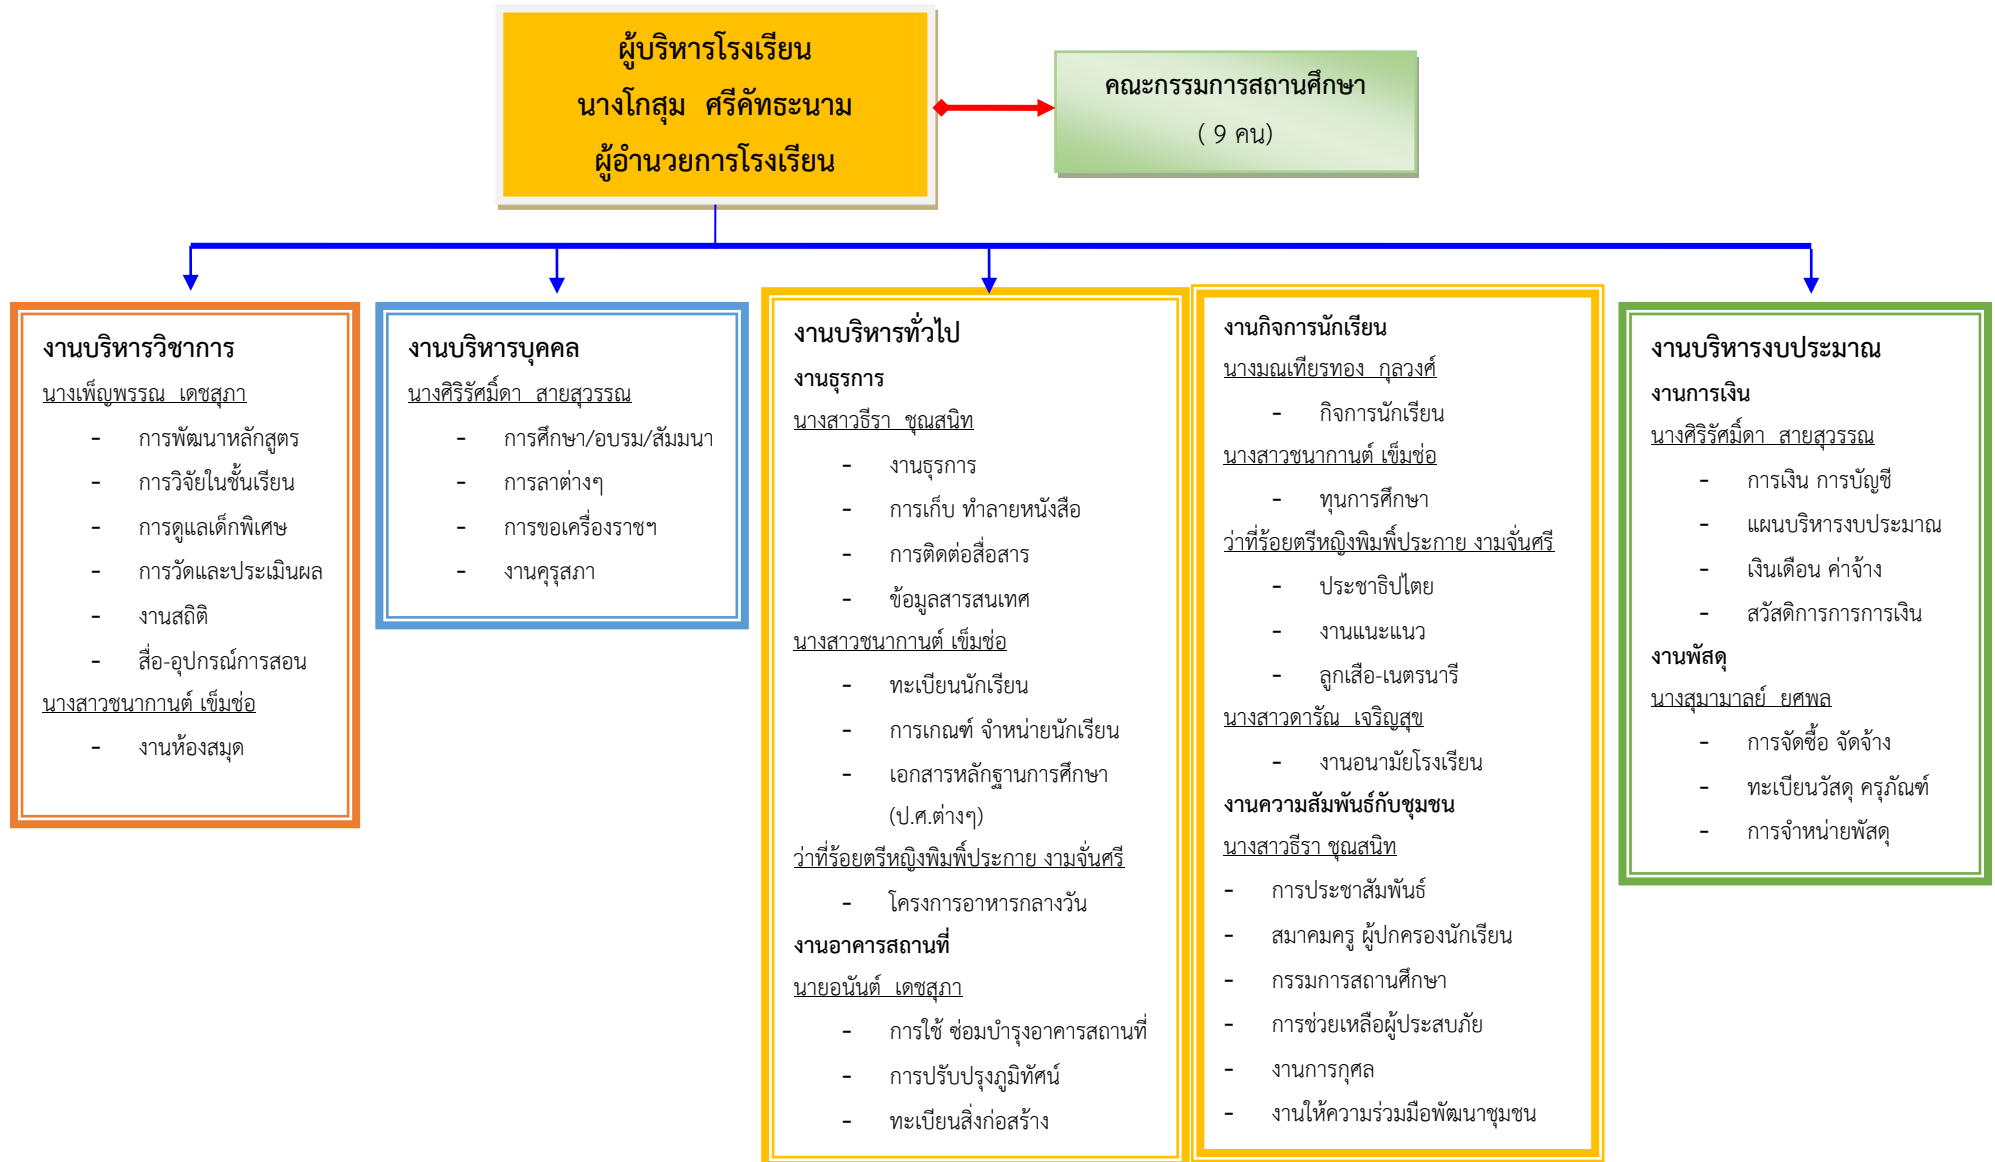 ผู้บริหารโรงเรียน
นางโกสุม ศรีคัทธะนาม
ผู้อำนวยการโรงเรียน
คณะกรรมการสถานศึกษา
( 9 คน)
งานบริหารวิชาการ
นางเพ็ญพรรณ เดชสุภา
- การพัฒนาหลักสูตร
- การวิจัยในชั้นเรียน
- การดูแลเด็กพิเศษ
- การวัดและประเมินผล
- งานสถิติ
- สื่อ-อุปกรณ์การสอน
นางสาวชนากานต์ เข็มช่อ
- งานห้องสมุด
งานบริหารบุคคล
นางศิริรัศมิ์ดา สายสุวรรณ
- การศึกษา/อบรม/สัมมนา
- การลาต่างๆ
- การขอเครื่องราชฯ
- งานคุรุสภา
งานบริหารทั่วไป
งานธุรการ
นางสาวธีรา ชุณสนิท
- งานธุรการ
- การเก็บ ทำลายหนังสือ
- การติดต่อสื่อสาร
- ข้อมูลสารสนเทศ
นางสาวชนากานต์ เข็มช่อ
- ทะเบียนนักเรียน
- การเกณฑ์ จำหน่ายนักเรียน
- เอกสารหลักฐานการศึกษา
(ป.ศ.ต่างๆ)
ว่าที่ร้อยตรีหญิงพิมพิ์ประกาย งามจั่นศรี
- โครงการอาหารกลางวัน
งานอาคารสถานที่
นายอนันต์ เดชสุภา
- การใช้ ซ่อมบำรุงอาคารสถานที่
- การปรับปรุงภูมิทัศน์
- ทะเบียนสิ่งก่อสร้าง
งานกิจการนักเรียน
นางมณเทียรทอง กุลวงศ์
- กิจการนักเรียน
นางสาวชนากานต์ เข็มช่อ
- ทุนการศึกษา
ว่าที่ร้อยตรีหญิงพิมพิ์ประกาย งามจั่นศรี
- ประชาธิปไตย
- งานแนะแนว
- ลูกเสือ-เนตรนารี
นางสาวดารัณ เจริญสุข
- งานอนามัยโรงเรียน
งานความสัมพันธ์กับชุมชน
นางสาวธีรา ชุณสนิท
- การประชาสัมพันธ์
- สมาคมครู ผู้ปกครองนักเรียน
- กรรมการสถานศึกษา
- การช่วยเหลือผู้ประสบภัย
- งานการกุศล
- งานให้ความร่วมมือพัฒนาชุมชน
งานบริหารงบประมาณ
งานการเงิน
นางศิริรัศมิ์ดา สายสุวรรณ
- การเงิน การบัญชี
- แผนบริหารงบประมาณ
- เงินเดือน ค่าจ้าง
- สวัสดิการการการเงิน
งานพัสดุ
นางสุมามาลย์ ยศพล
- การจัดซื้อ จัดจ้าง
- ทะเบียนวัสดุ ครุภัณฑ์
- การจำหน่ายพัสดุ